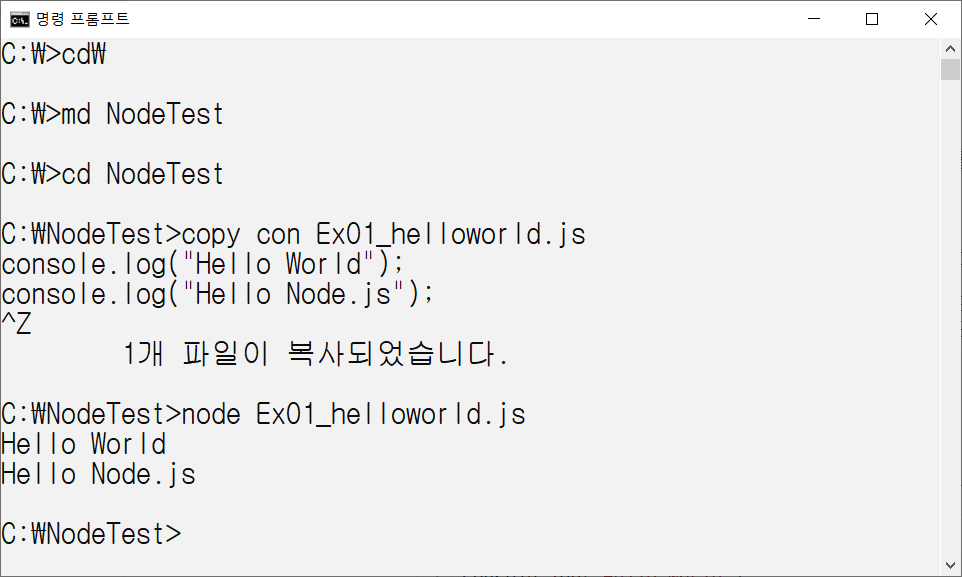 명령 프롬프트
C:₩>cd₩
C:₩>md NodeTest
C:₩>cd NodeTest
C:₩NodeTest>copy con Ex01_helloworld.js
console.log("Hello World");
console.log("Hello Node.js");
^Z
1개 파일이 복사되었습니다.
C:₩NodeTest>node Ex01_helloworld.js
Hello World
Hello Node.js
C:₩NodeTest>